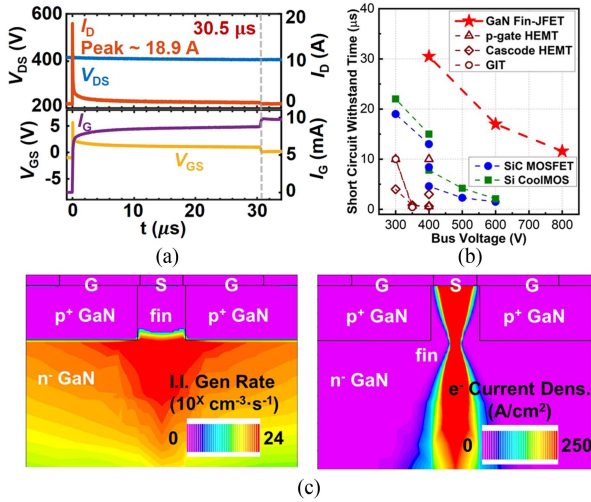 600
400
200
5
0
-5
V_DS (V)
V_GS (V)
I_D
Peak ~ 18.9 A
30.5 μs
V_DS
20
10
0
I_D (A)
I_G
V_GS
10
5
0
I_G (mA)
0 10 20 30
t (μs)
(a)
Short Circuit Withstand Time (μs)
40
30
20
10
0
GaN Fin-JFET
p-gate HEMT
Cascode HEMT
GIT
SiC MOSFET
Si CoolMOS
300 400 500 600 700 800
Bus Voltage (V)
(b)
G S G
p⁺ GaN fin p⁺ GaN
n⁻ GaN
I.I. Gen Rate
(10^X cm⁻³·s⁻¹)
0 24
G S G
p⁺ GaN p⁺ GaN
fin
n⁻ GaN
e⁻ Current Dens.
(A/cm²)
0 250
(c)